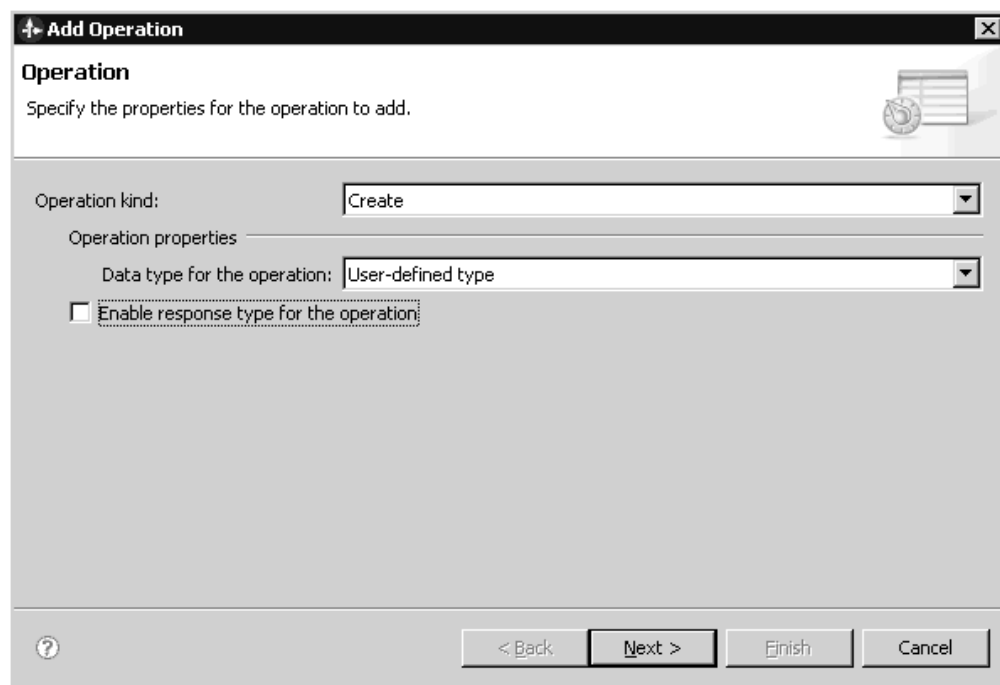 Add Operation
Operation
Specify the properties for the operation to add.
Operation kind: Create
Operation properties
Data type for the operation: User-defined type
Enable response type for the operation
?
< Back Next > Finish Cancel